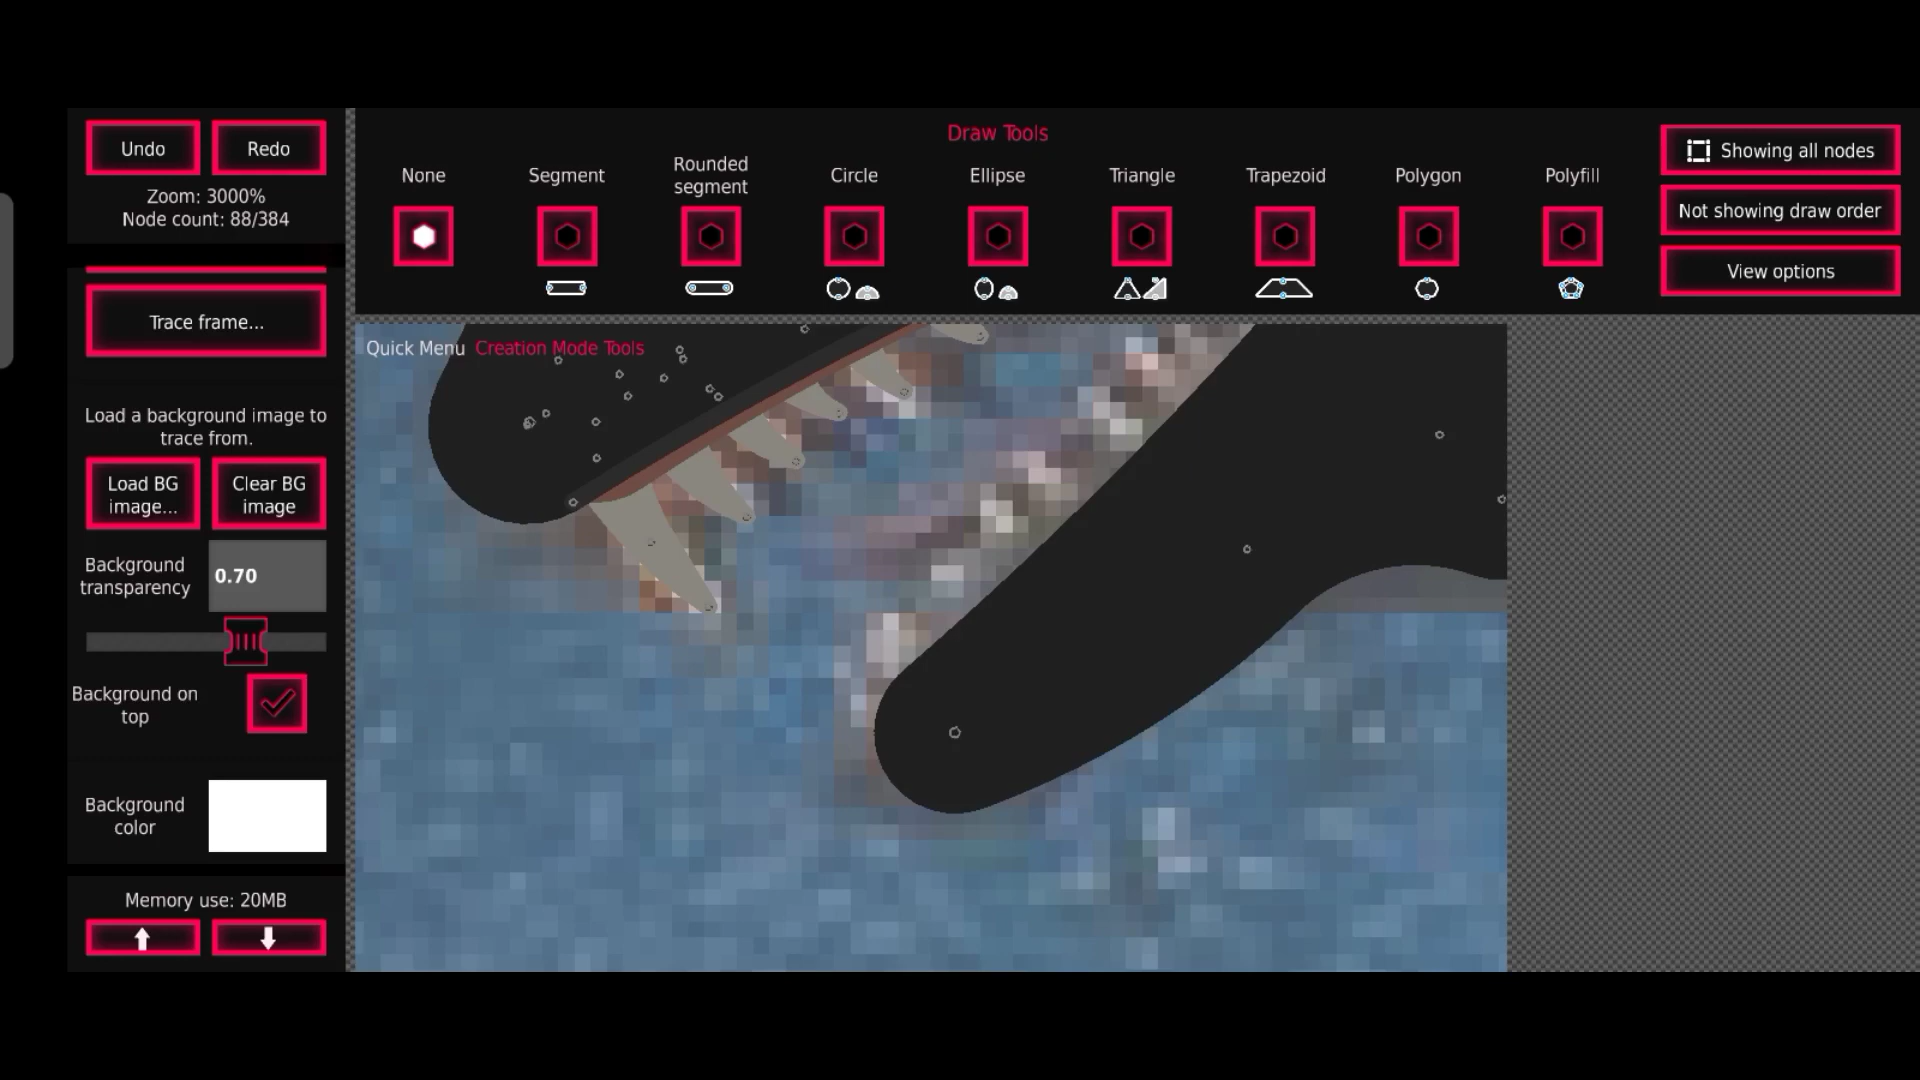 Undo
Redo
Zoom: 3000%
Node count: 88/384
Trace frame...
Load a background image to
trace from.
Load BG
image...
Clear BG
image
Background
transparency
0.70
Background on
top
Background
color
Memory use: 20MB
Draw Tools
None
Segment
Rounded
segment
Circle
Ellipse
Triangle
Trapezoid
Polygon
Polyfill
Showing all nodes
Not showing draw order
View options
Quick Menu
Creation Mode Tools